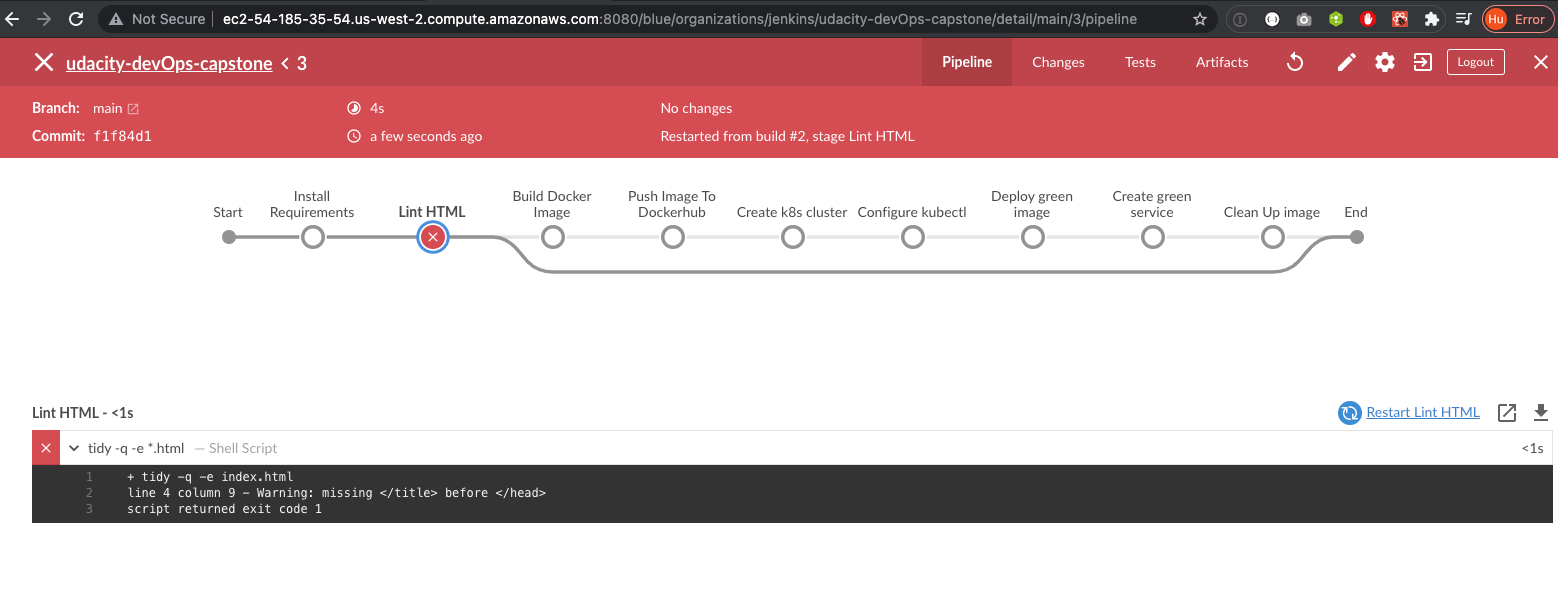 Not Secure ec2-54-185-35-54.us-west-2.compute.amazonaws.com:8080/blue/organizations/jenkins/udacity-devOps-capstone/detail/main/3/pipeline Hu Error
udacity-devOps-capstone < 3 Pipeline Changes Tests Artifacts Logout
Branch: main 4s No changes
Commit: f1f84d1 a few seconds ago Restarted from build #2, stage Lint HTML
Start
Install
Requirements
Lint HTML
Build Docker
Image
Push Image To
Dockerhub
Create k8s cluster
Configure kubectl
Deploy green
image
Create green
service
Clean Up image
End
Lint HTML - <1s Restart Lint HTML
tidy -q -e *.html — Shell Script <1s
1 + tidy -q -e index.html
2 line 4 column 9 - Warning: missing </title> before </head>
3 script returned exit code 1